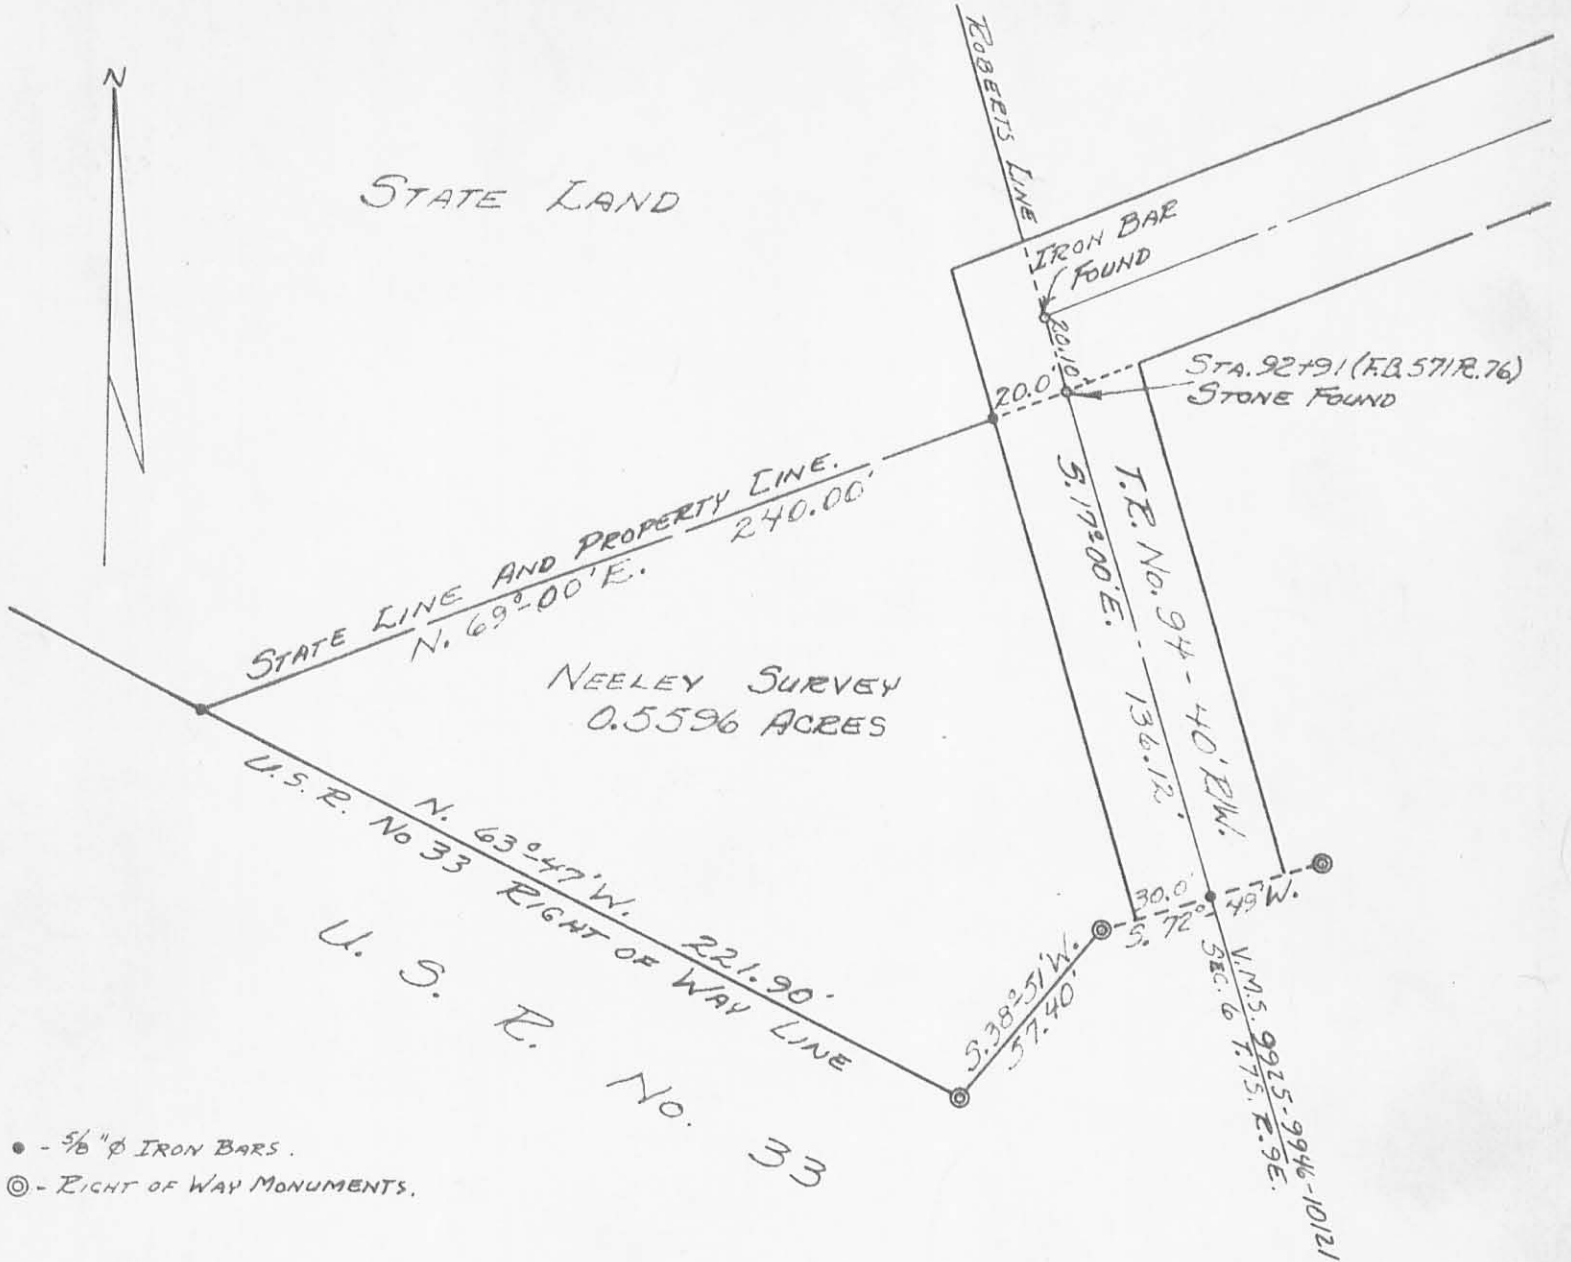 N
STATE LAND
ROBERTS LINE
IRON BAR
FOUND
20.10'
20.0'
STA. 92+91 (F.B. 571 P. 76)
STONE FOUND
STATE LINE AND PROPERTY LINE.
N. 69°-00' E.
240.00'
S. 17°-00' E. 136.12'
T.R. No. 94 - 40' R/W.
NEELEY SURVEY
0.5596 ACRES
N. 63°-47' W. 221.90'
U.S.R. No 33 RIGHT OF WAY LINE
U. S. R. No. 33
30.0'
S. 72°-49' W.
S. 38°-51' W.
57.40'
V.M.S. 9925-9946-10121
SEC. 6 T.7S. R.9E.
• - 5/8"Ø IRON BARS.
◎ - RIGHT OF WAY MONUMENTS.